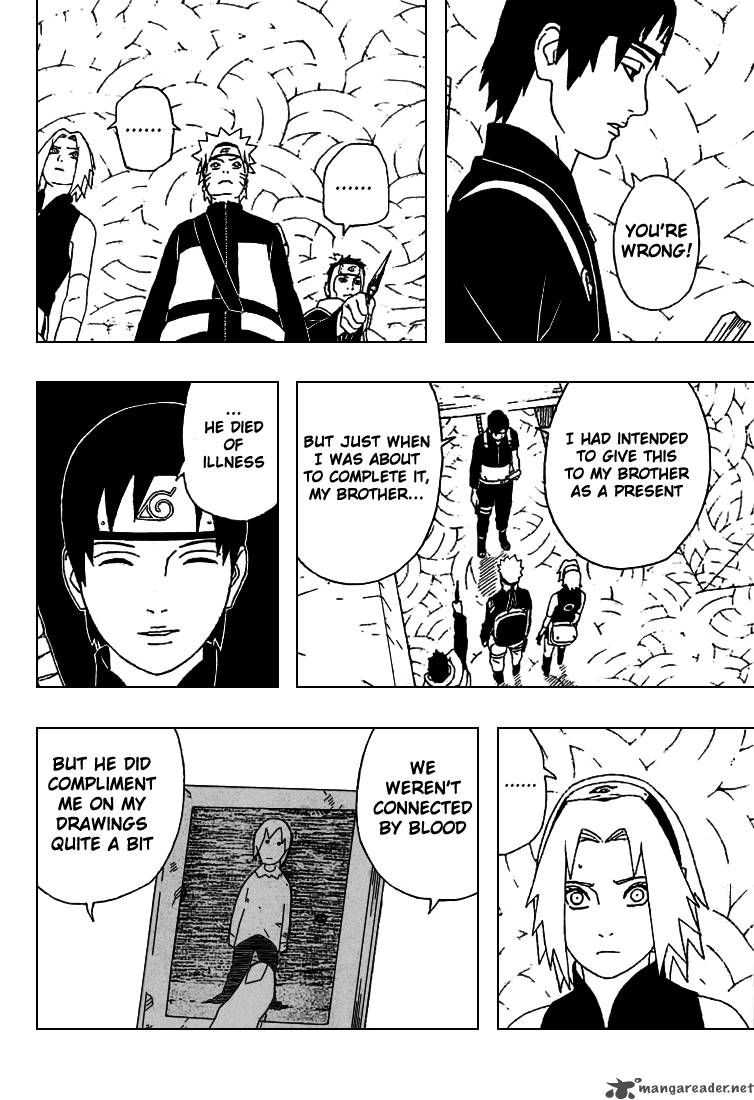 YOU'RE
WRONG!
......
......
I HAD INTENDED
TO GIVE THIS
TO MY BROTHER
AS A PRESENT
BUT JUST WHEN
I WAS ABOUT
TO COMPLETE IT,
MY BROTHER...
...
HE DIED
OF
ILLNESS
......
WE
WEREN'T
CONNECTED
BY BLOOD
BUT HE DID
COMPLIMENT
ME ON MY
DRAWINGS
QUITE A BIT
mangareader.net